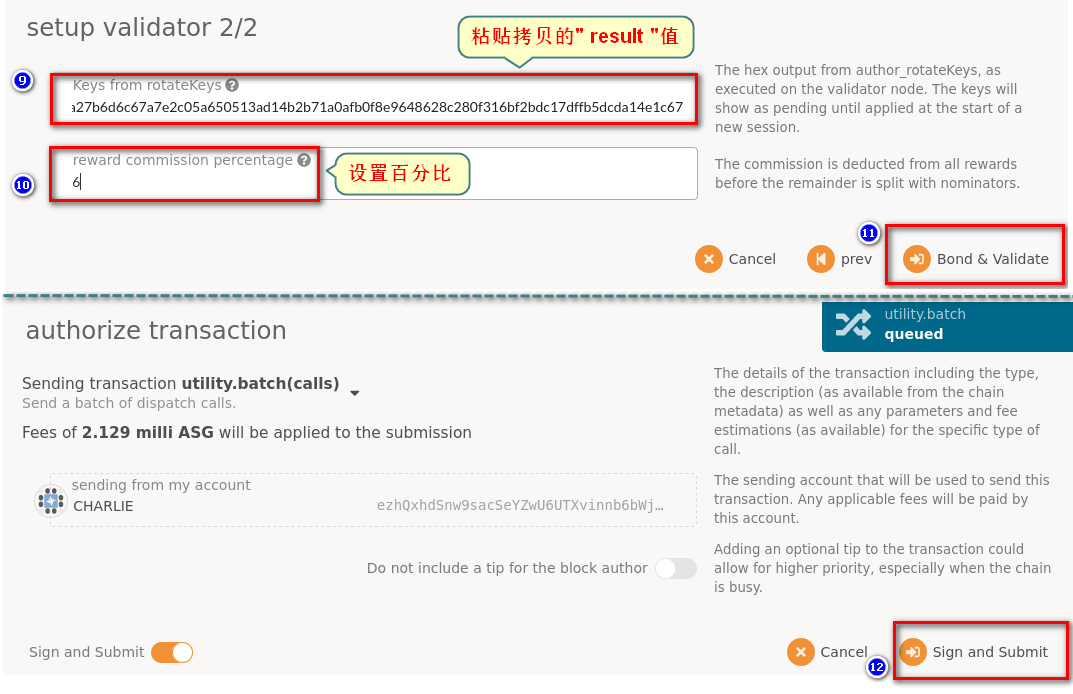 setup validator 2/2
粘贴拷贝的" result "值
9
Keys from rotateKeys ?
a27b6d6c67a7e2c05a650513ad14b2b71a0afb0f8e9648628c280f316bf2bdc17dffb5dcda14e1c67
The hex output from author_rotateKeys, as
executed on the validator node. The keys will
show as pending until applied at the start of a
new session.
10
reward commission percentage ?
6
设置百分比
The commission is deducted from all rewards
before the remainder is split with nominators.
11
Cancel
prev
Bond & Validate
authorize transaction
utility.batch
queued
Sending transaction utility.batch(calls)
Send a batch of dispatch calls.
Fees of 2.129 milli ASG will be applied to the submission
The details of the transaction including the type,
the description (as available from the chain
metadata) as well as any parameters and fee
estimations (as available) for the specific type of
call.
sending from my account
CHARLIE
ezhQxhdSnw9sacSeYZwU6UTXvinnb6bWj…
The sending account that will be used to send this
transaction. Any applicable fees will be paid by
this account.
Do not include a tip for the block author
Adding an optional tip to the transaction could
allow for higher priority, especially when the chain
is busy.
Sign and Submit
Cancel
12
Sign and Submit